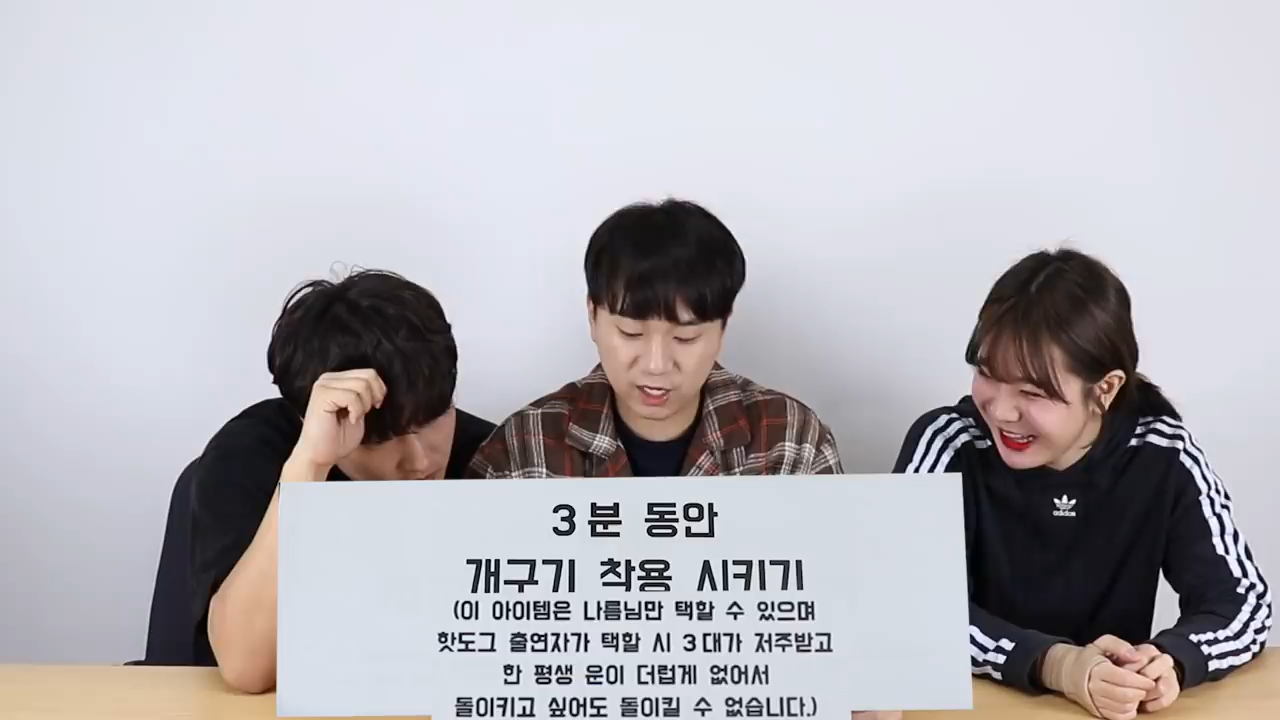 3분 동안
개구기 착용 시키기
(이 아이템은 나름님만 택할 수 있으며
핫도그 출연자가 택할 시 3대가 저주받고
한 평생 운이 더럽게 없어서
돌이키고 싶어도 돌이킬 수 없습니다.)
adidas